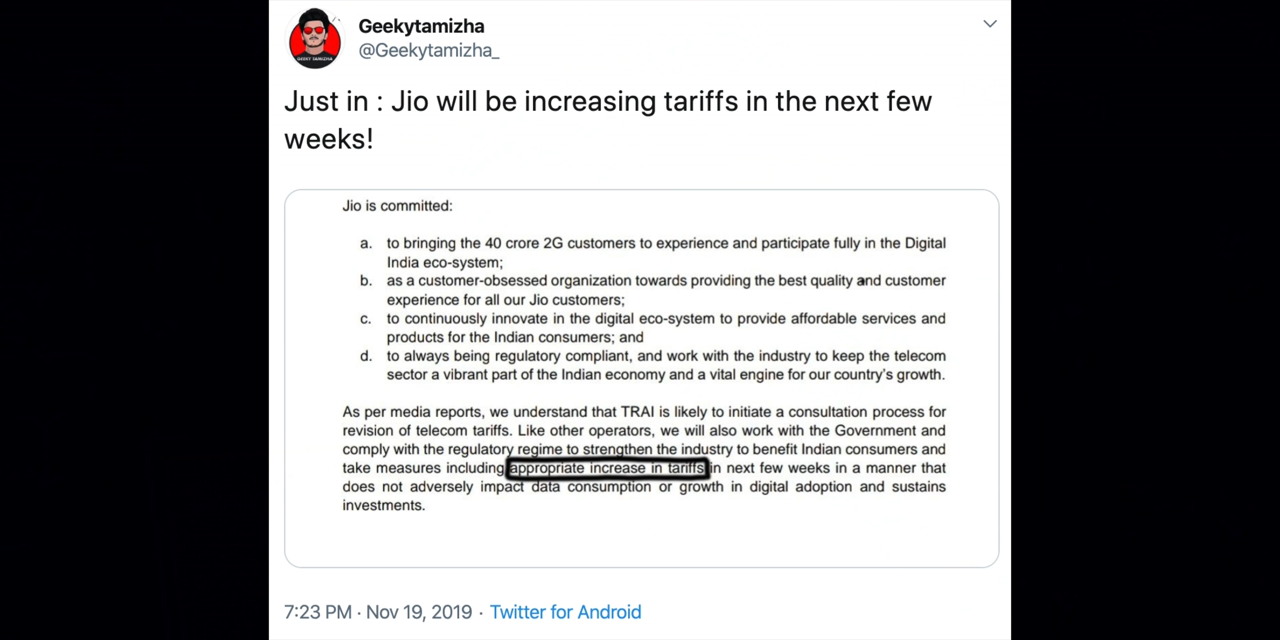 Geekytamizha
@Geekytamizha_
Just in : Jio will be increasing tariffs in the next few
weeks!
Jio is committed:
a. to bringing the 40 crore 2G customers to experience and participate fully in the Digital
India eco-system;
b. as a customer-obsessed organization towards providing the best quality and customer
experience for all our Jio customers;
c. to continuously innovate in the digital eco-system to provide affordable services and
products for the Indian consumers; and
d. to always being regulatory compliant, and work with the industry to keep the telecom
sector a vibrant part of the Indian economy and a vital engine for our country's growth.
As per media reports, we understand that TRAI is likely to initiate a consultation process for
revision of telecom tariffs. Like other operators, we will also work with the Government and
comply with the regulatory regime to strengthen the industry to benefit Indian consumers and
take measures including appropriate increase in tariffs in next few weeks in a manner that
does not adversely impact data consumption or growth in digital adoption and sustains
investments.
7:23 PM · Nov 19, 2019 · Twitter for Android